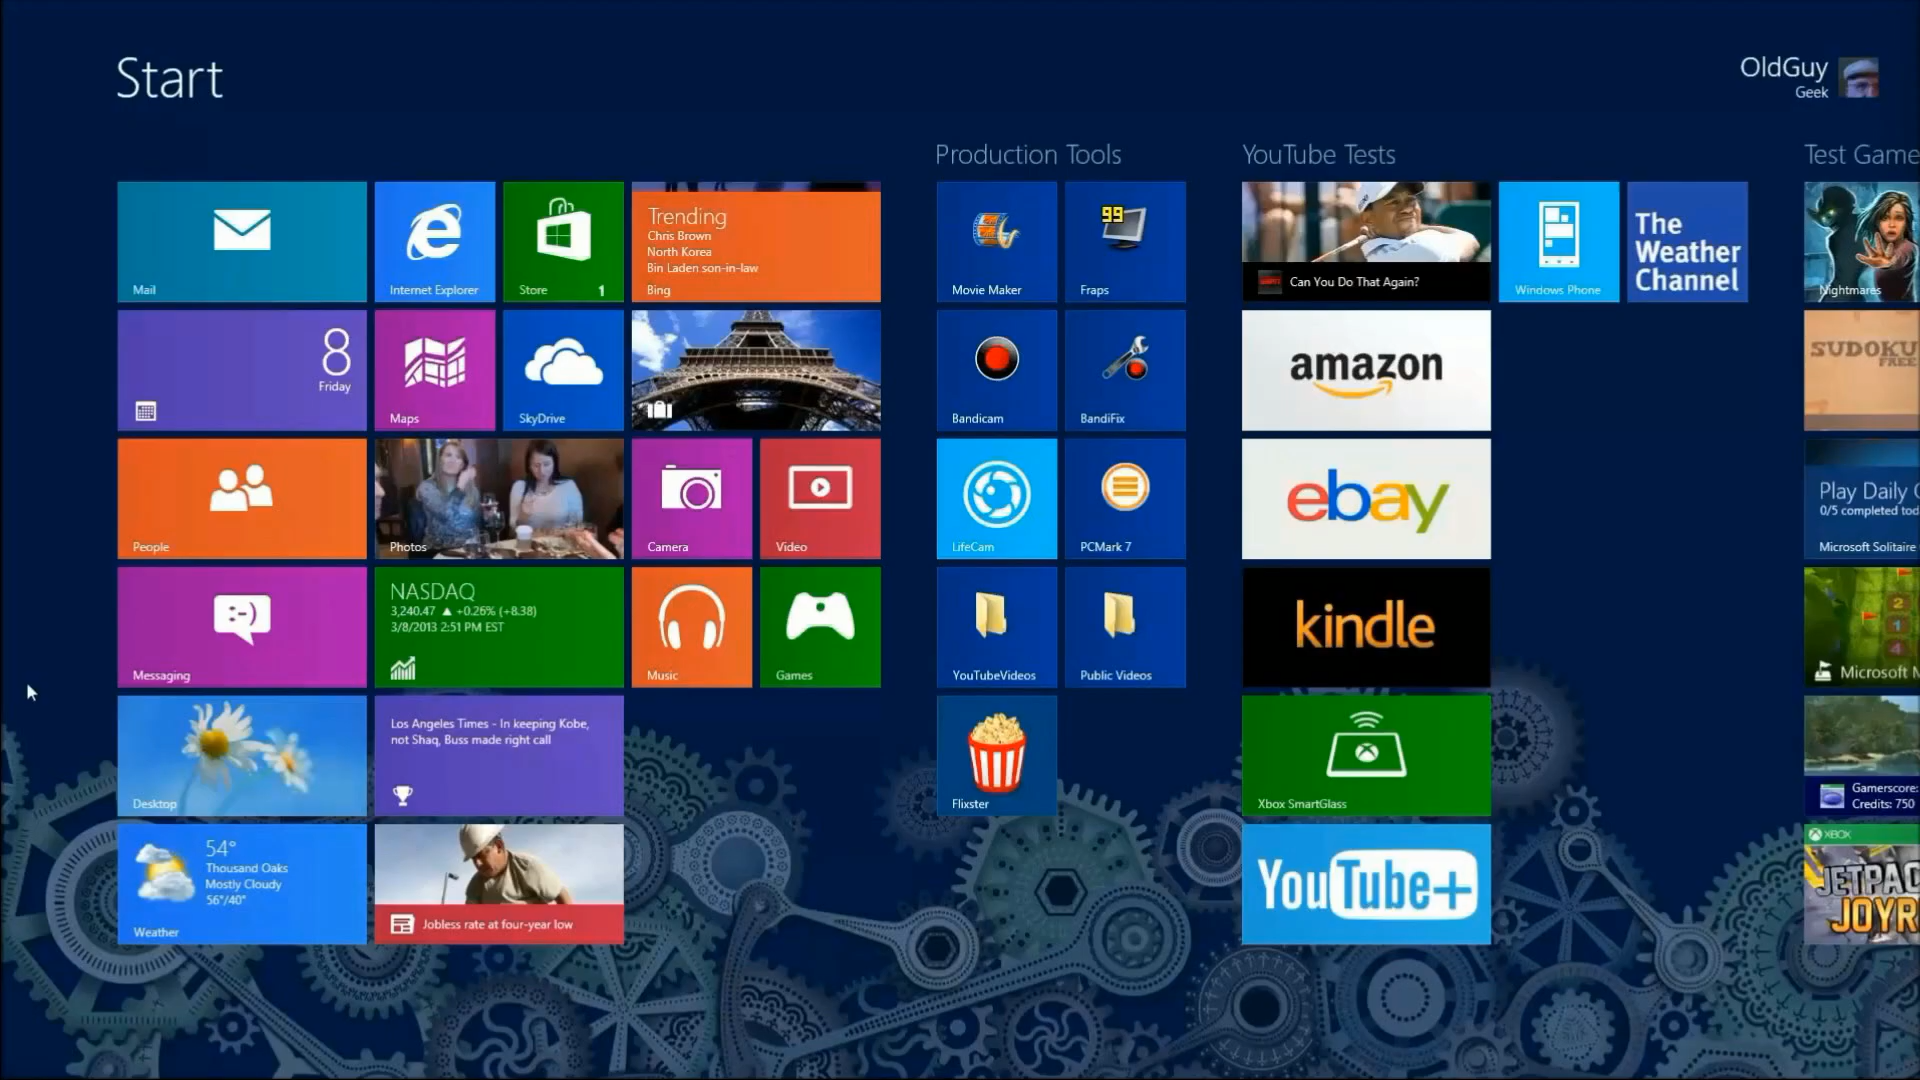 Start
OldGuy
Geek
Production Tools
YouTube Tests
Test Game
Mail
Internet Explorer
Store
1
Trending
Chris Brown
North Korea
Bin Laden son-in-law
Bing
8
Friday
Maps
SkyDrive
People
Photos
Camera
Video
Messaging
NASDAQ
3,240.47 ▲ +0.26% (+8.38)
3/8/2013 2:51 PM EST
Music
Games
Desktop
Los Angeles Times - In keeping Kobe,
not Shaq, Buss made right call
54°
Thousand Oaks
Mostly Cloudy
56°/40°
Weather
Jobless rate at four-year low
Movie Maker
99
Fraps
Bandicam
BandiFix
LifeCam
PCMark 7
YouTubeVideos
Public Videos
Flixster
Can You Do That Again?
Windows Phone
The
Weather
Channel
amazon
ebay
kindle
Xbox SmartGlass
YouTube+
Nightmares
SUDOKU
FREE
Play Daily
0/5 completed tod
Microsoft Solitaire
2
1
4
Microsoft M
Gamerscore:
Credits: 750
XBOX
JETPAC
JOYR